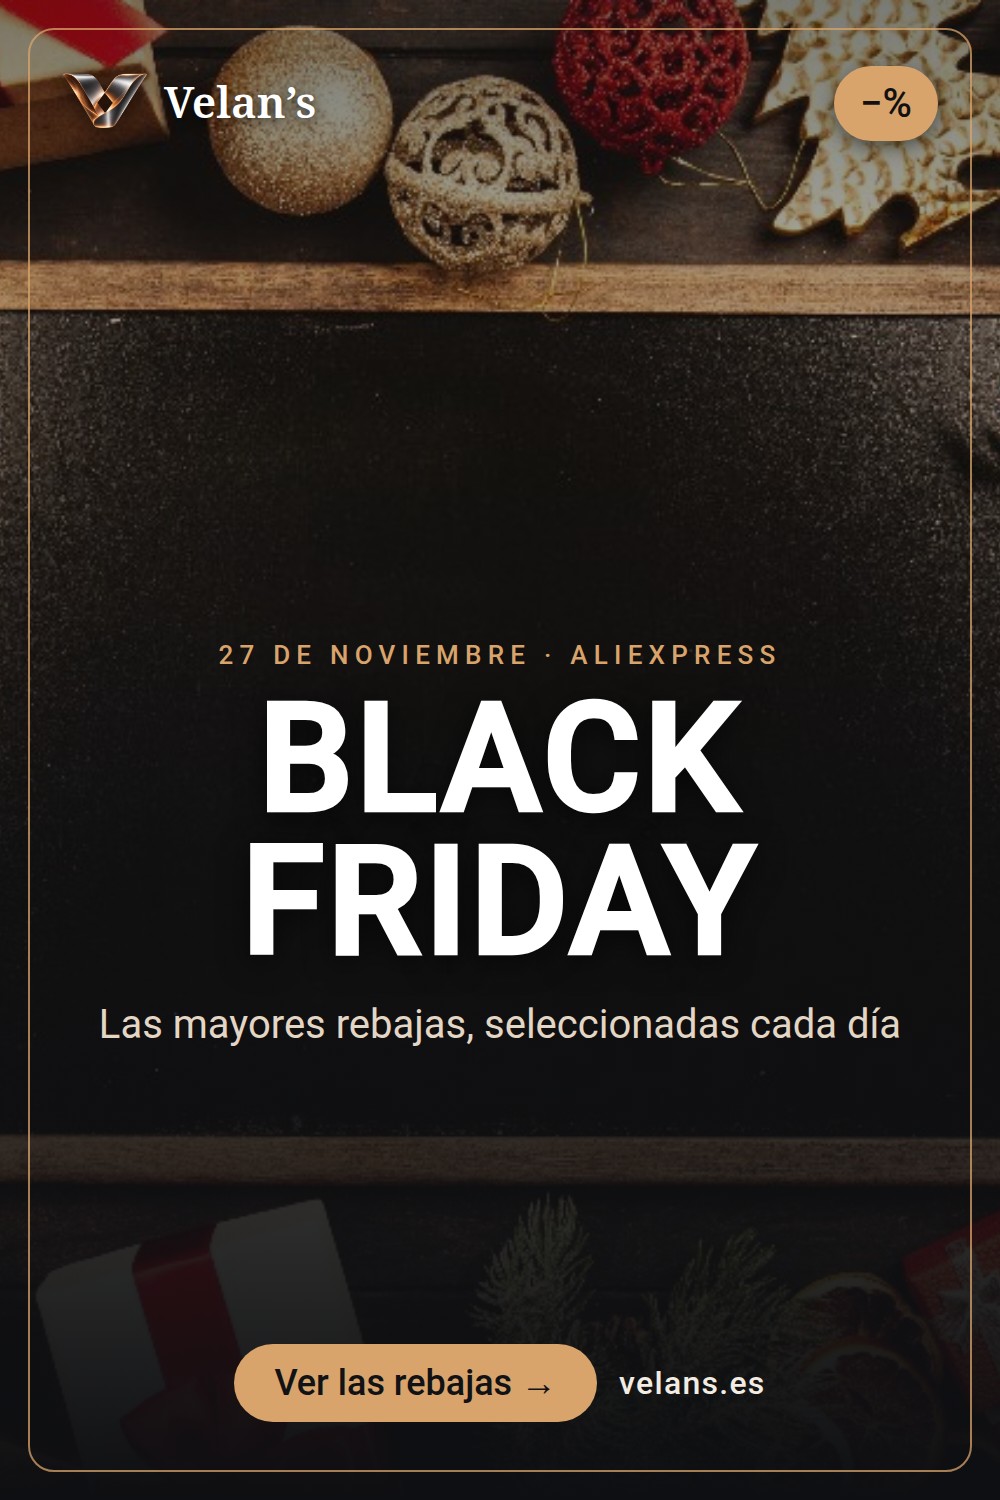 Velan’s
−%
27 DE NOVIEMBRE · ALIEXPRESS
BLACK
FRIDAY
Las mayores rebajas, seleccionadas cada día
Ver las rebajas →
velans.es